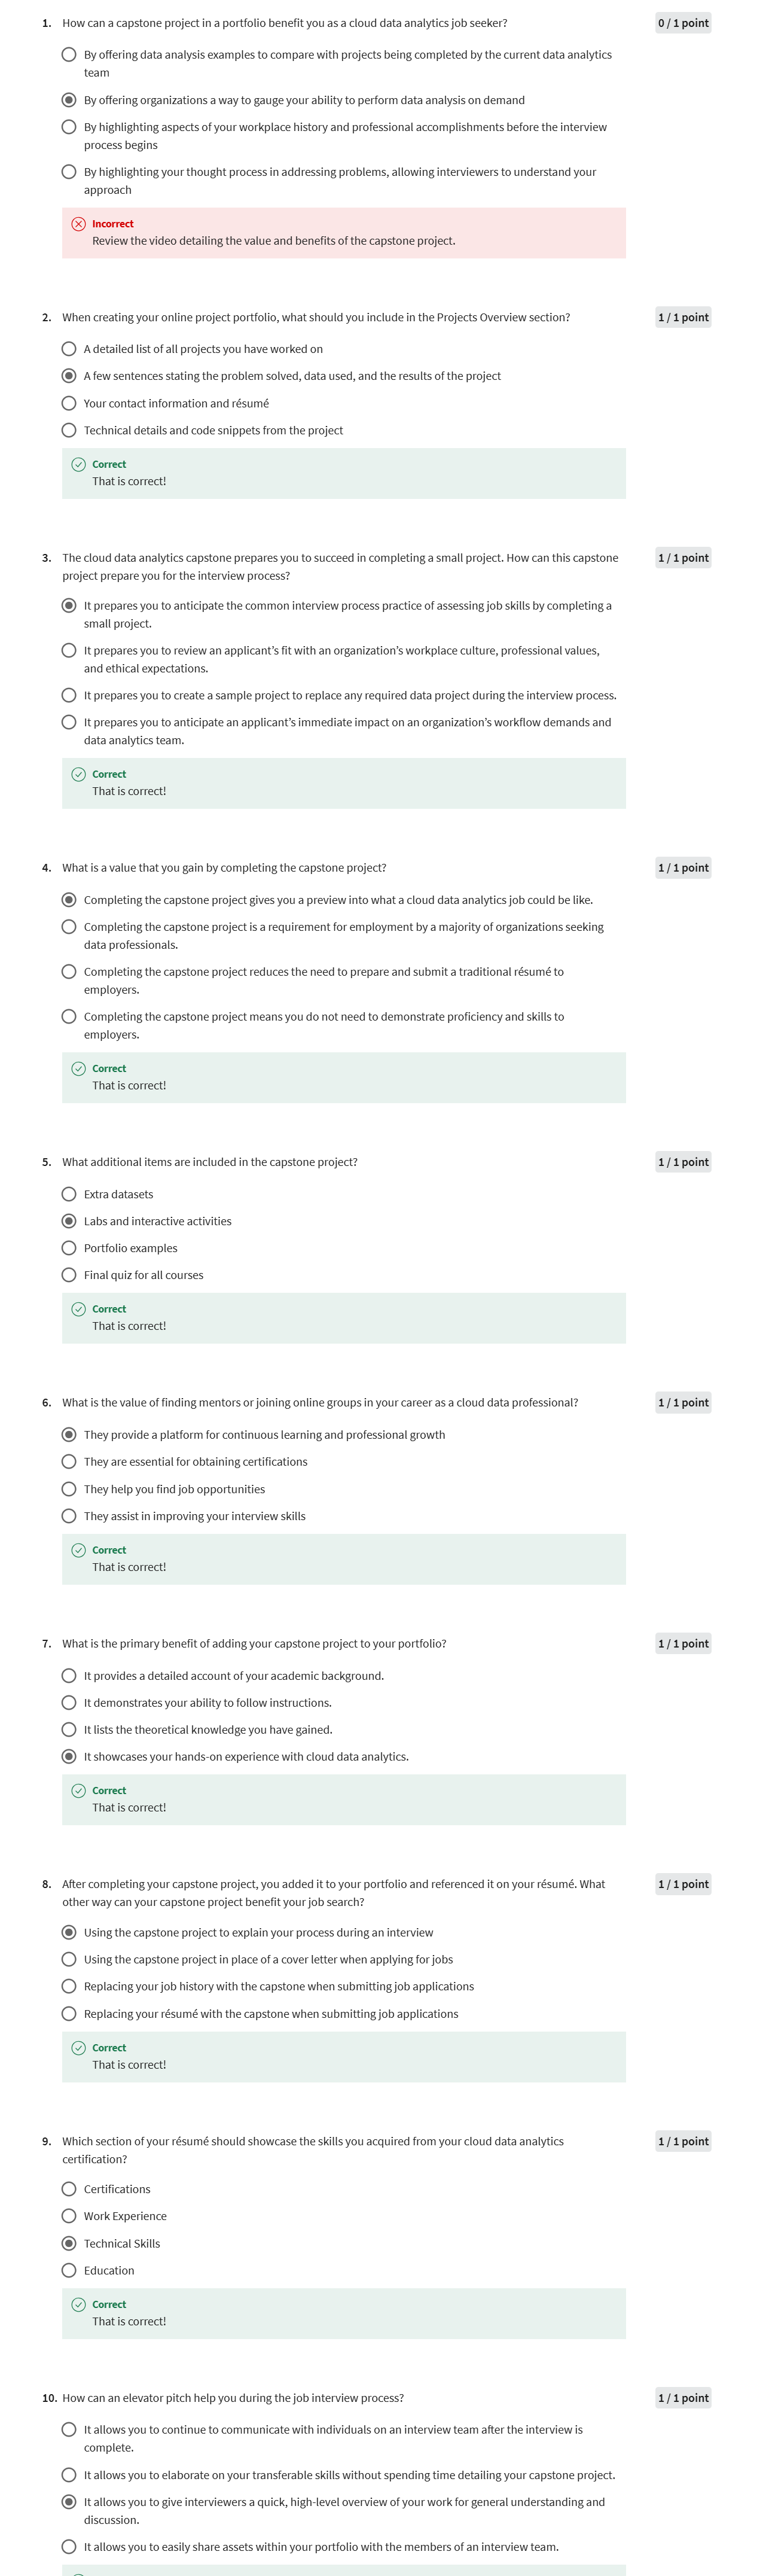 1. How can a capstone project in a portfolio benefit you as a cloud data analytics job seeker? 0 / 1 point
By offering data analysis examples to compare with projects being completed by the current data analytics
team
By offering organizations a way to gauge your ability to perform data analysis on demand
By highlighting aspects of your workplace history and professional accomplishments before the interview
process begins
By highlighting your thought process in addressing problems, allowing interviewers to understand your
approach
Incorrect
Review the video detailing the value and benefits of the capstone project.
2. When creating your online project portfolio, what should you include in the Projects Overview section? 1 / 1 point
A detailed list of all projects you have worked on
A few sentences stating the problem solved, data used, and the results of the project
Your contact information and résumé
Technical details and code snippets from the project
Correct
That is correct!
3. The cloud data analytics capstone prepares you to succeed in completing a small project. How can this capstone 1 / 1 point
project prepare you for the interview process?
It prepares you to anticipate the common interview process practice of assessing job skills by completing a
small project.
It prepares you to review an applicant’s fit with an organization’s workplace culture, professional values,
and ethical expectations.
It prepares you to create a sample project to replace any required data project during the interview process.
It prepares you to anticipate an applicant’s immediate impact on an organization’s workflow demands and
data analytics team.
Correct
That is correct!
4. What is a value that you gain by completing the capstone project? 1 / 1 point
Completing the capstone project gives you a preview into what a cloud data analytics job could be like.
Completing the capstone project is a requirement for employment by a majority of organizations seeking
data professionals.
Completing the capstone project reduces the need to prepare and submit a traditional résumé to
employers.
Completing the capstone project means you do not need to demonstrate proficiency and skills to
employers.
Correct
That is correct!
5. What additional items are included in the capstone project? 1 / 1 point
Extra datasets
Labs and interactive activities
Portfolio examples
Final quiz for all courses
Correct
That is correct!
6. What is the value of finding mentors or joining online groups in your career as a cloud data professional? 1 / 1 point
They provide a platform for continuous learning and professional growth
They are essential for obtaining certifications
They help you find job opportunities
They assist in improving your interview skills
Correct
That is correct!
7. What is the primary benefit of adding your capstone project to your portfolio? 1 / 1 point
It provides a detailed account of your academic background.
It demonstrates your ability to follow instructions.
It lists the theoretical knowledge you have gained.
It showcases your hands-on experience with cloud data analytics.
Correct
That is correct!
8. After completing your capstone project, you added it to your portfolio and referenced it on your résumé. What 1 / 1 point
other way can your capstone project benefit your job search?
Using the capstone project to explain your process during an interview
Using the capstone project in place of a cover letter when applying for jobs
Replacing your job history with the capstone when submitting job applications
Replacing your résumé with the capstone when submitting job applications
Correct
That is correct!
9. Which section of your résumé should showcase the skills you acquired from your cloud data analytics 1 / 1 point
certification?
Certifications
Work Experience
Technical Skills
Education
Correct
That is correct!
10. How can an elevator pitch help you during the job interview process? 1 / 1 point
It allows you to continue to communicate with individuals on an interview team after the interview is
complete.
It allows you to elaborate on your transferable skills without spending time detailing your capstone project.
It allows you to give interviewers a quick, high-level overview of your work for general understanding and
discussion.
It allows you to easily share assets within your portfolio with the members of an interview team.